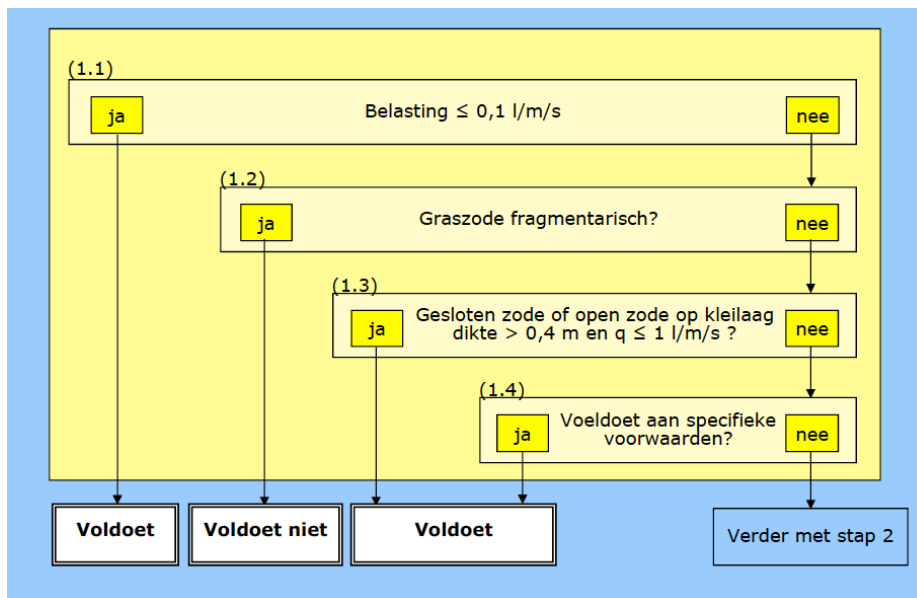 (1.1)
ja
Belasting ≤ 0,1 l/m/s
nee
(1.2)
ja
Graszode fragmentarisch?
nee
(1.3)
ja
Gesloten zode of open zode op kleilaag
dikte > 0,4 m en q ≤ 1 l/m/s ?
nee
(1.4)
ja
Voeldoet aan specifieke
voorwaarden?
nee
Voldoet
Voldoet niet
Voldoet
Verder met stap 2